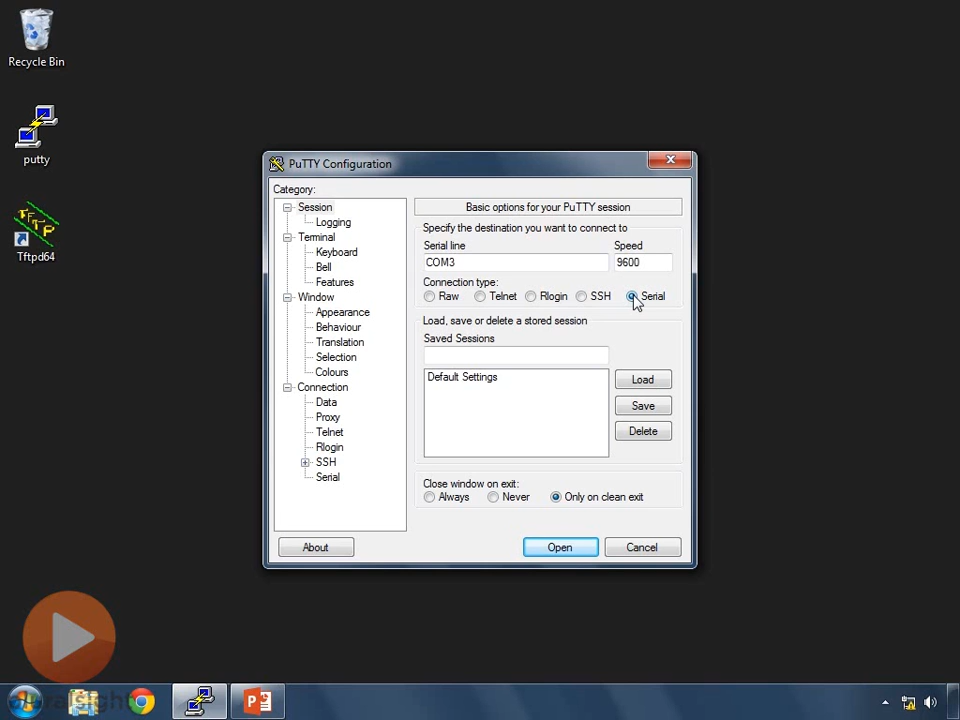 Recycle Bin
putty
Tftpd64
PuTTY Configuration
Category:
Session
Logging
Terminal
Keyboard
Bell
Features
Window
Appearance
Behaviour
Translation
Selection
Colours
Connection
Data
Proxy
Telnet
Rlogin
SSH
Serial
About
Basic options for your PuTTY session
Specify the destination you want to connect to
Serial line Speed
COM3 9600
Connection type:
Raw Telnet Rlogin SSH Serial
Load, save or delete a stored session
Saved Sessions
Default Settings
Load
Save
Delete
Close window on exit:
Always Never Only on clean exit
Open Cancel
pluralsight